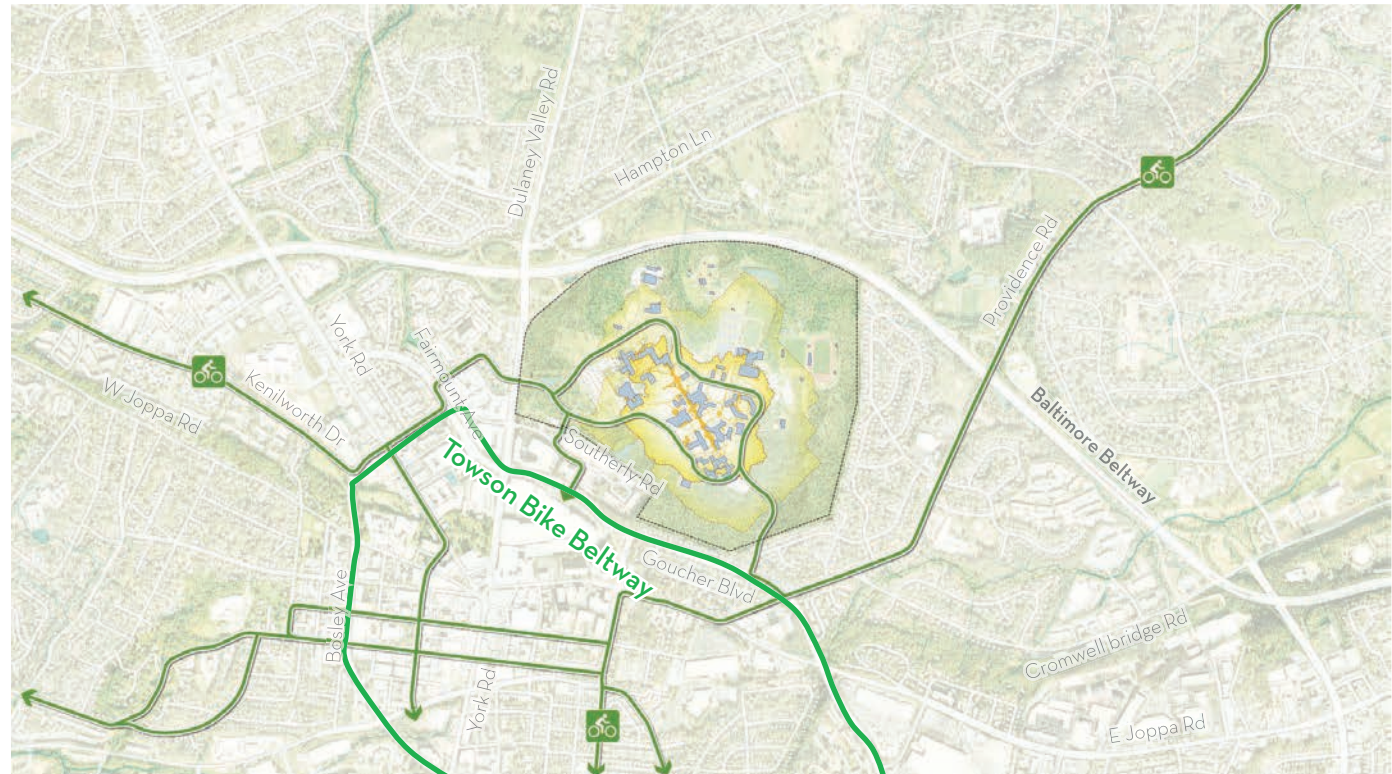 Dulaney Valley Rd
Hampton Ln
Providence Rd
York Rd
Fairmount Ave
Kenilworth Dr
W Joppa Rd
Baltimore Beltway
Southerly Rd
Towson Bike Beltway
Goucher Blvd
Bosley Ave
Cromwell bridge Rd
York Rd
E Joppa Rd